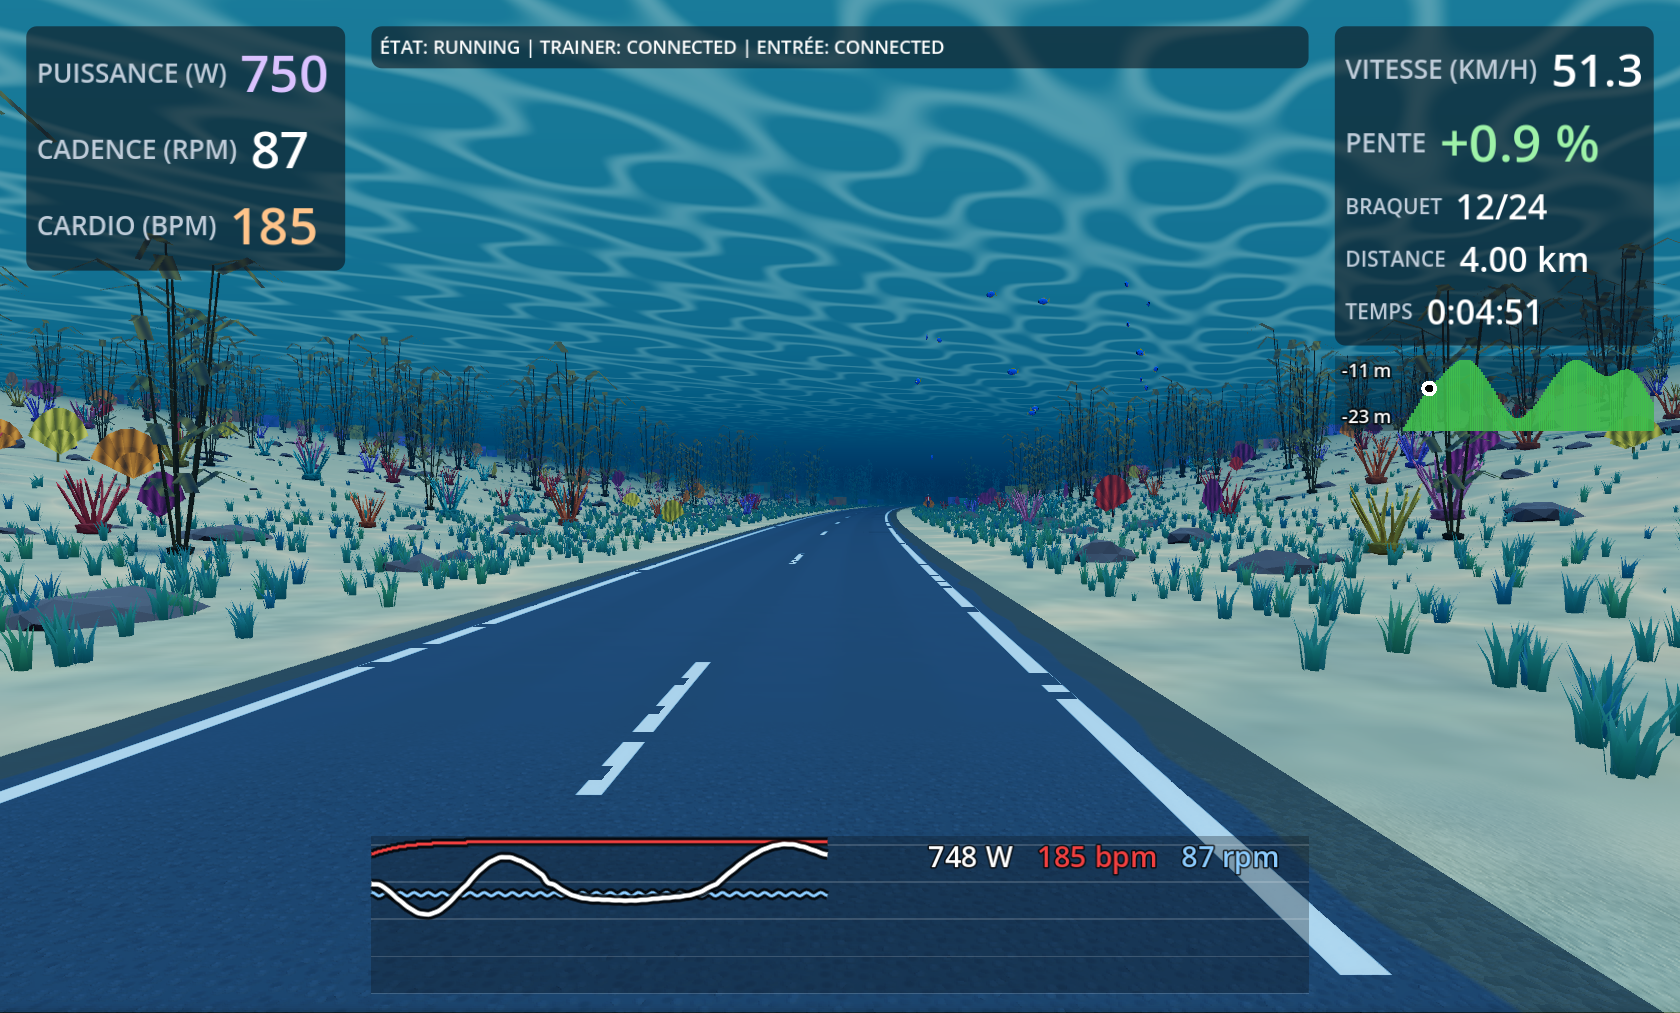 PUISSANCE (W) 750
CADENCE (RPM) 87
CARDIO (BPM) 185
ÉTAT: RUNNING | TRAINER: CONNECTED | ENTRÉE: CONNECTED
VITESSE (KM/H) 51.3
PENTE +0.9 %
BRAQUET 12/24
DISTANCE 4.00 km
TEMPS 0:04:51
-11 m
-23 m
748 W 185 bpm 87 rpm